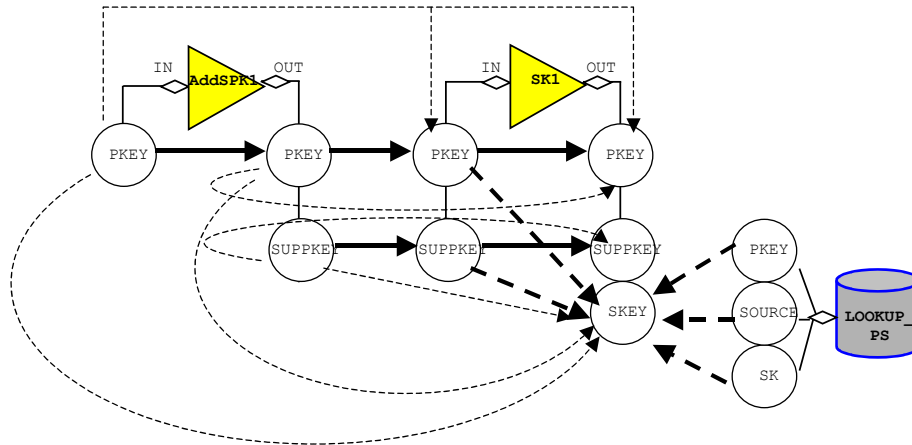 IN AddSPK1 OUT IN SK1 OUT
PKEY PKEY PKEY PKEY
SUPPKEY SUPPKEY SUPPKEY PKEY
SKEY SOURCE LOOKUP_
PS
SK